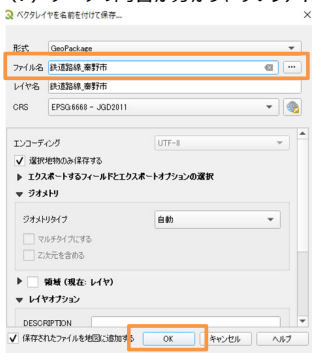 ベクタレイヤを名前を付けて保存...
形式 GeoPackage
ファイル名 鉄道路線_秦野市 ...
レイヤ名 鉄道路線_秦野市
CRS EPSG:6668 - JGD2011
エンコーディング UTF-8
選択地物のみ保存する
エクスポートするフィールドとエクスポートオプションの選択
ジオメトリ
ジオメトリタイプ 自動
マルチタイプにする
Z次元を含める
領域 (現在: レイヤ)
レイヤオプション
DESCRIPTION
保存されたファイルを地図に追加する OK キャンセル ヘルプ